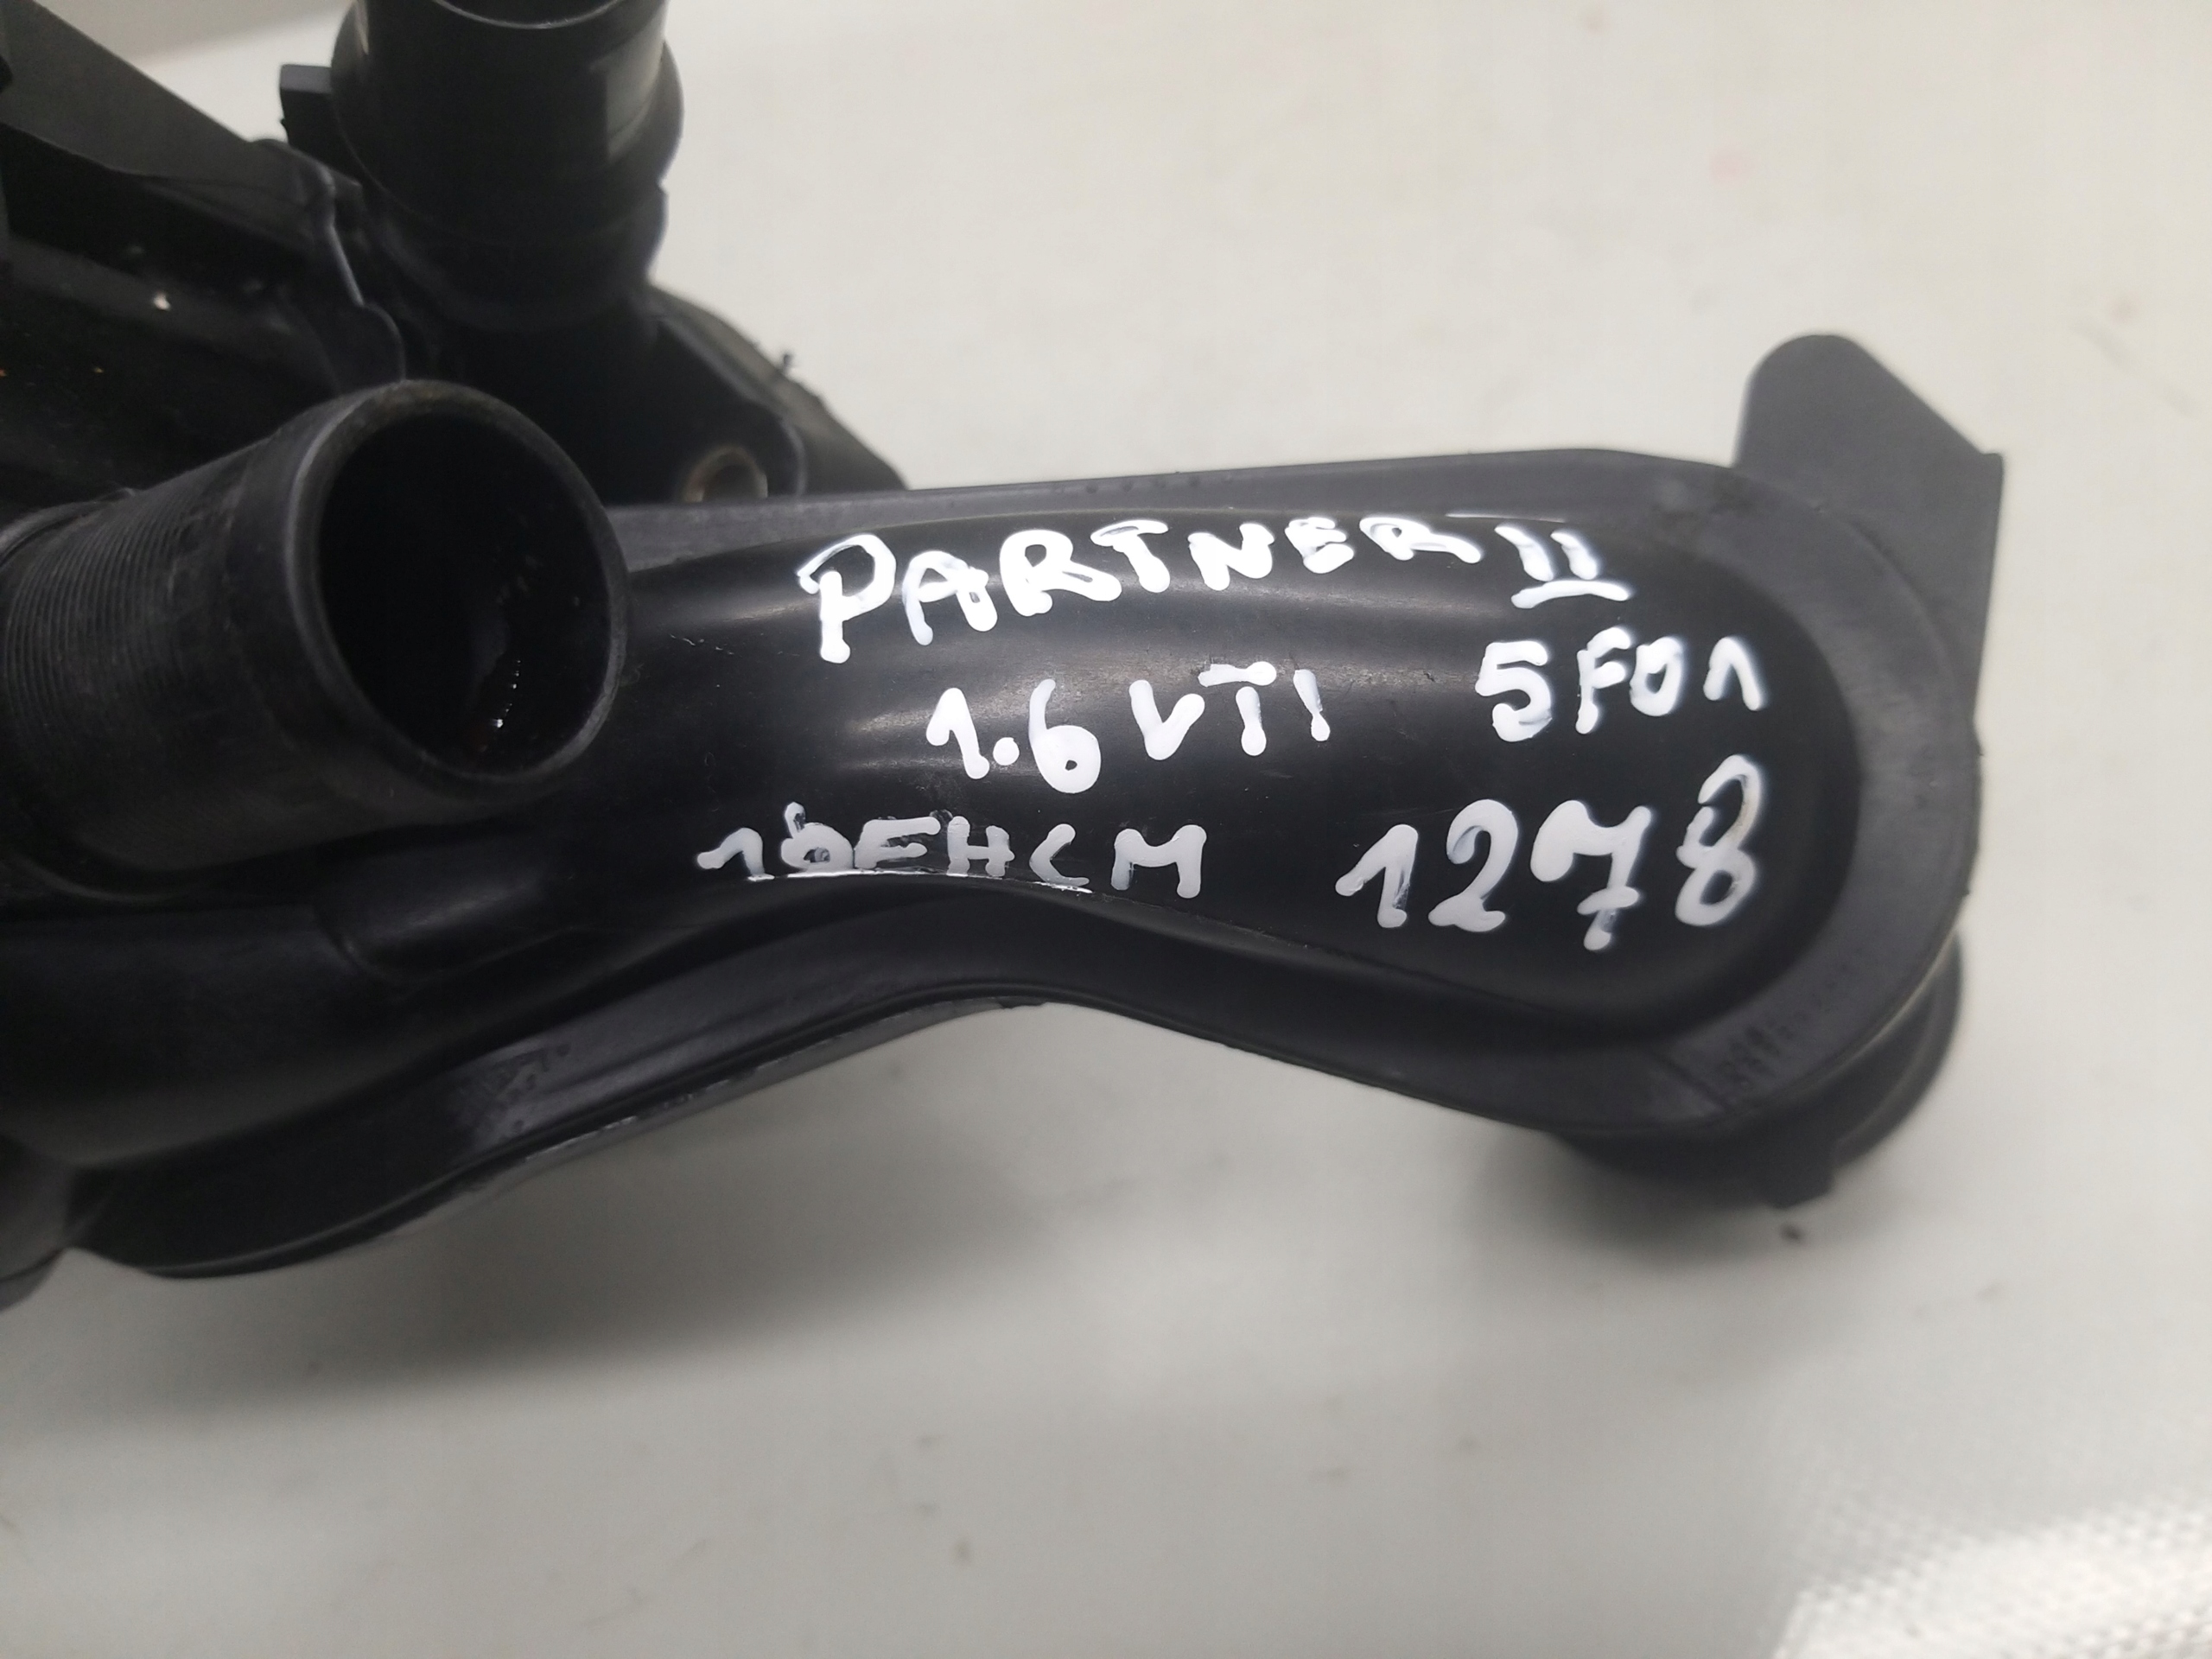 PARTNER II
1.6 VTI 5F01
10FHCM 1278